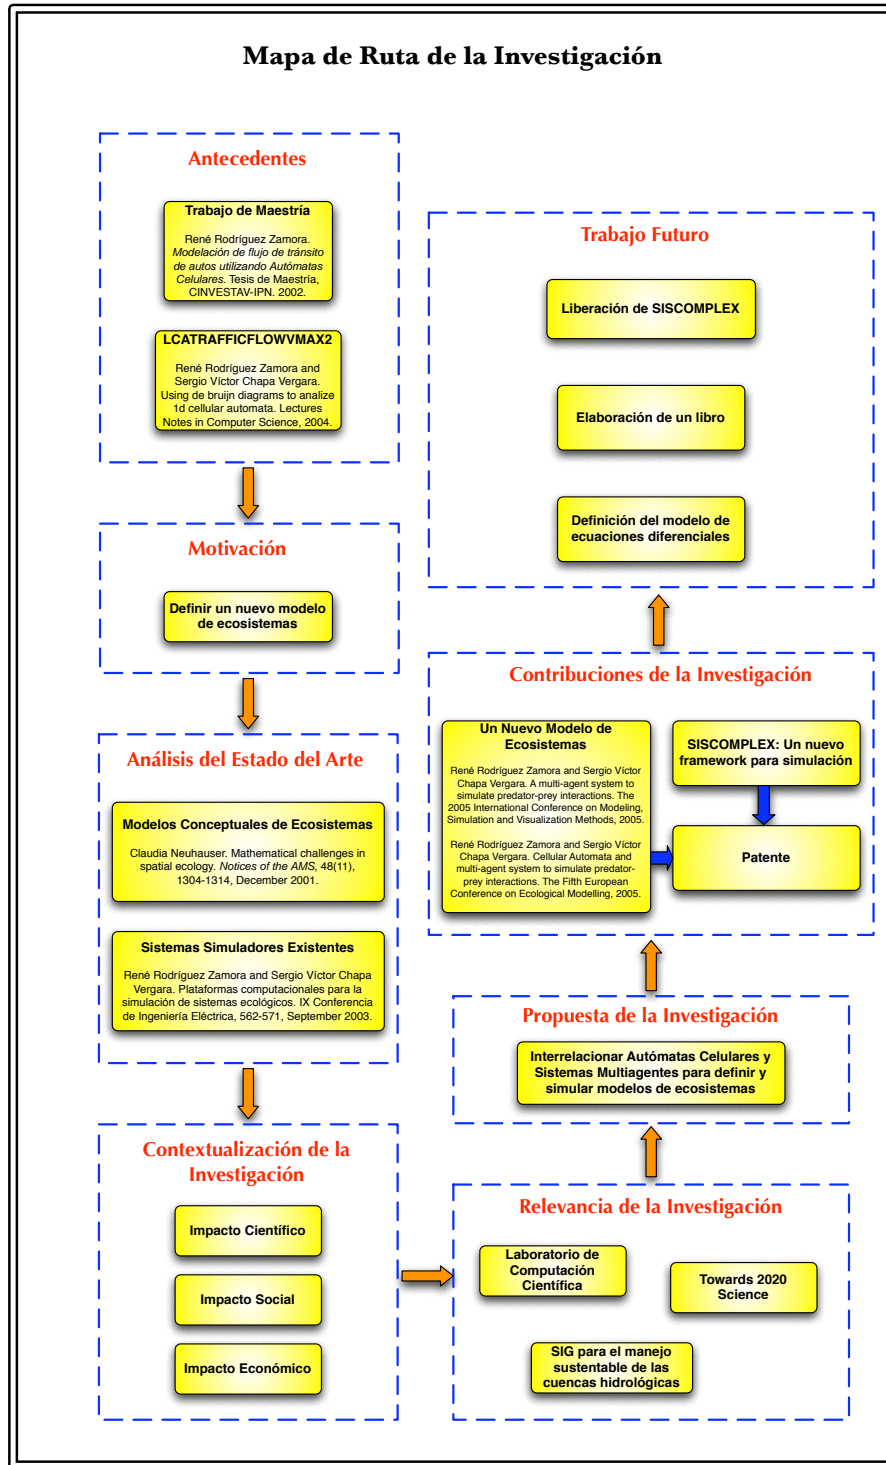 Mapa de Ruta de la Investigación
Antecedentes
Trabajo de Maestría
René Rodríguez Zamora.
Modelación de flujo de tránsito
de autos utilizando Autómatas
Celulares. Tesis de Maestría,
CINVESTAV-IPN. 2002.
LCATRAFFICFLOWVMAX2
René Rodríguez Zamora and
Sergio Víctor Chapa Vergara.
Using de bruijn diagrams to analize
1d cellular automata. Lectures
Notes in Computer Science, 2004.
Motivación
Definir un nuevo modelo
de ecosistemas
Análisis del Estado del Arte
Modelos Conceptuales de Ecosistemas
Claudia Neuhauser. Mathematical challenges in
spatial ecology. Notices of the AMS, 48(11),
1304-1314, December 2001.
Sistemas Simuladores Existentes
René Rodríguez Zamora and Sergio Víctor Chapa
Vergara. Plataformas computacionales para la
simulación de sistemas ecológicos. IX Conferencia
de Ingeniería Eléctrica, 562-571, September 2003.
Contextualización de la
Investigación
Impacto Científico
Impacto Social
Impacto Económico
Relevancia de la Investigación
Laboratorio de
Computación
Científica
Towards 2020
Science
SIG para el manejo
sustentable de las
cuencas hidrológicas
Propuesta de la Investigación
Interrelacionar Autómatas Celulares y
Sistemas Multiagentes para definir y
simular modelos de ecosistemas
Contribuciones de la Investigación
Un Nuevo Modelo de
Ecosistemas
René Rodríguez Zamora and Sergio Víctor
Chapa Vergara. A multi-agent system to
simulate predator-prey interactions. The
2005 International Conference on Modeling,
Simulation and Visualization Methods, 2005.
René Rodríguez Zamora and Sergio Víctor
Chapa Vergara. Cellular Automata and
multi-agent system to simulate predator-
prey interactions. The Fifth European
Conference on Ecological Modelling, 2005.
SISCOMPLEX: Un nuevo
framework para simulación
Patente
Trabajo Futuro
Liberación de SISCOMPLEX
Elaboración de un libro
Definición del modelo de
ecuaciones diferenciales